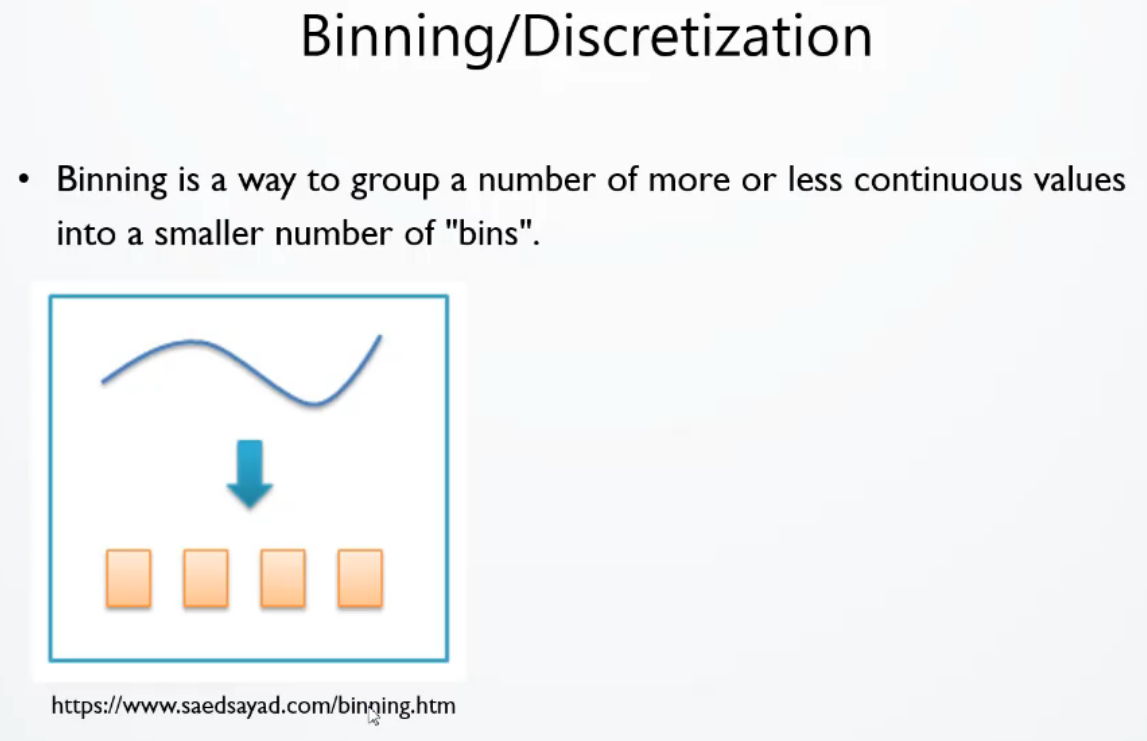 Binning/Discretization
• Binning is a way to group a number of more or less continuous values
into a smaller number of "bins".
https://www.saedsayad.com/binning.htm